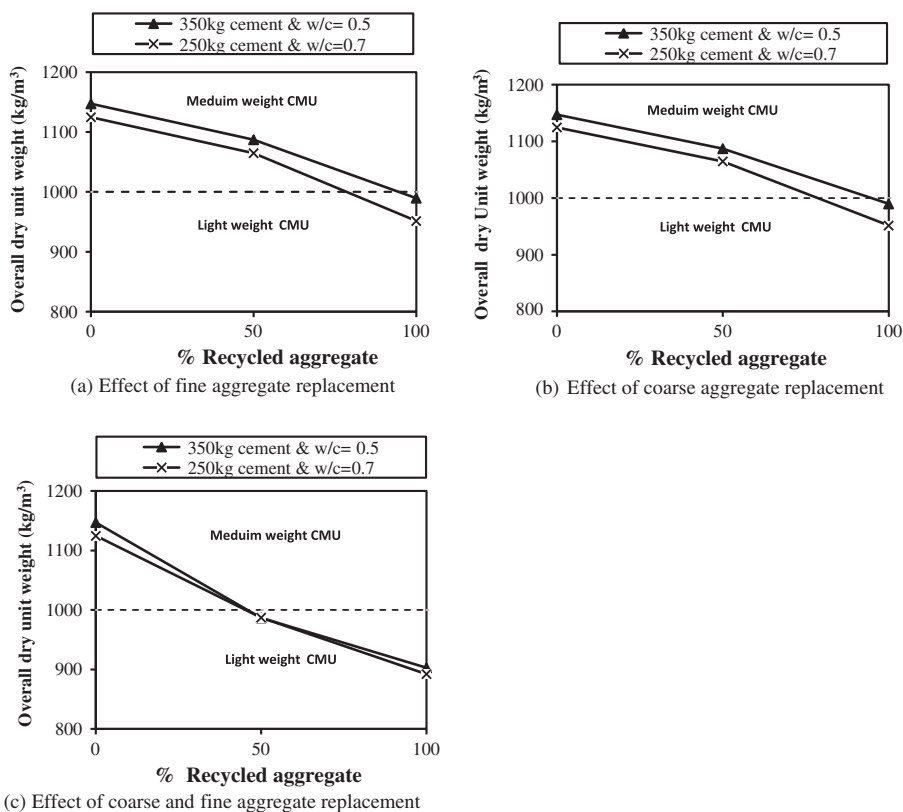 350kg cement & w/c= 0.5
250kg cement & w/c=0.7
Overall dry unit weight (kg/m³)
1200
1100
1000
900
800
Meduim weight CMU
Light weight CMU
0
50
100
% Recycled aggregate
(a) Effect of fine aggregate replacement
350kg cement & w/c= 0.5
250kg cement & w/c=0.7
Overall dry Unit weight (kg/m³)
1200
1100
1000
900
800
Meduim weight CMU
Light weight CMU
0
50
100
% Recycled aggregate
(b) Effect of coarse aggregate replacement
350kg cement & w/c= 0.5
250kg cement & w/c=0.7
Overall dry unit weight (kg/m³)
1200
1100
1000
900
800
Meduim weight CMU
Light weight CMU
0
50
100
% Recycled aggregate
(c) Effect of coarse and fine aggregate replacement